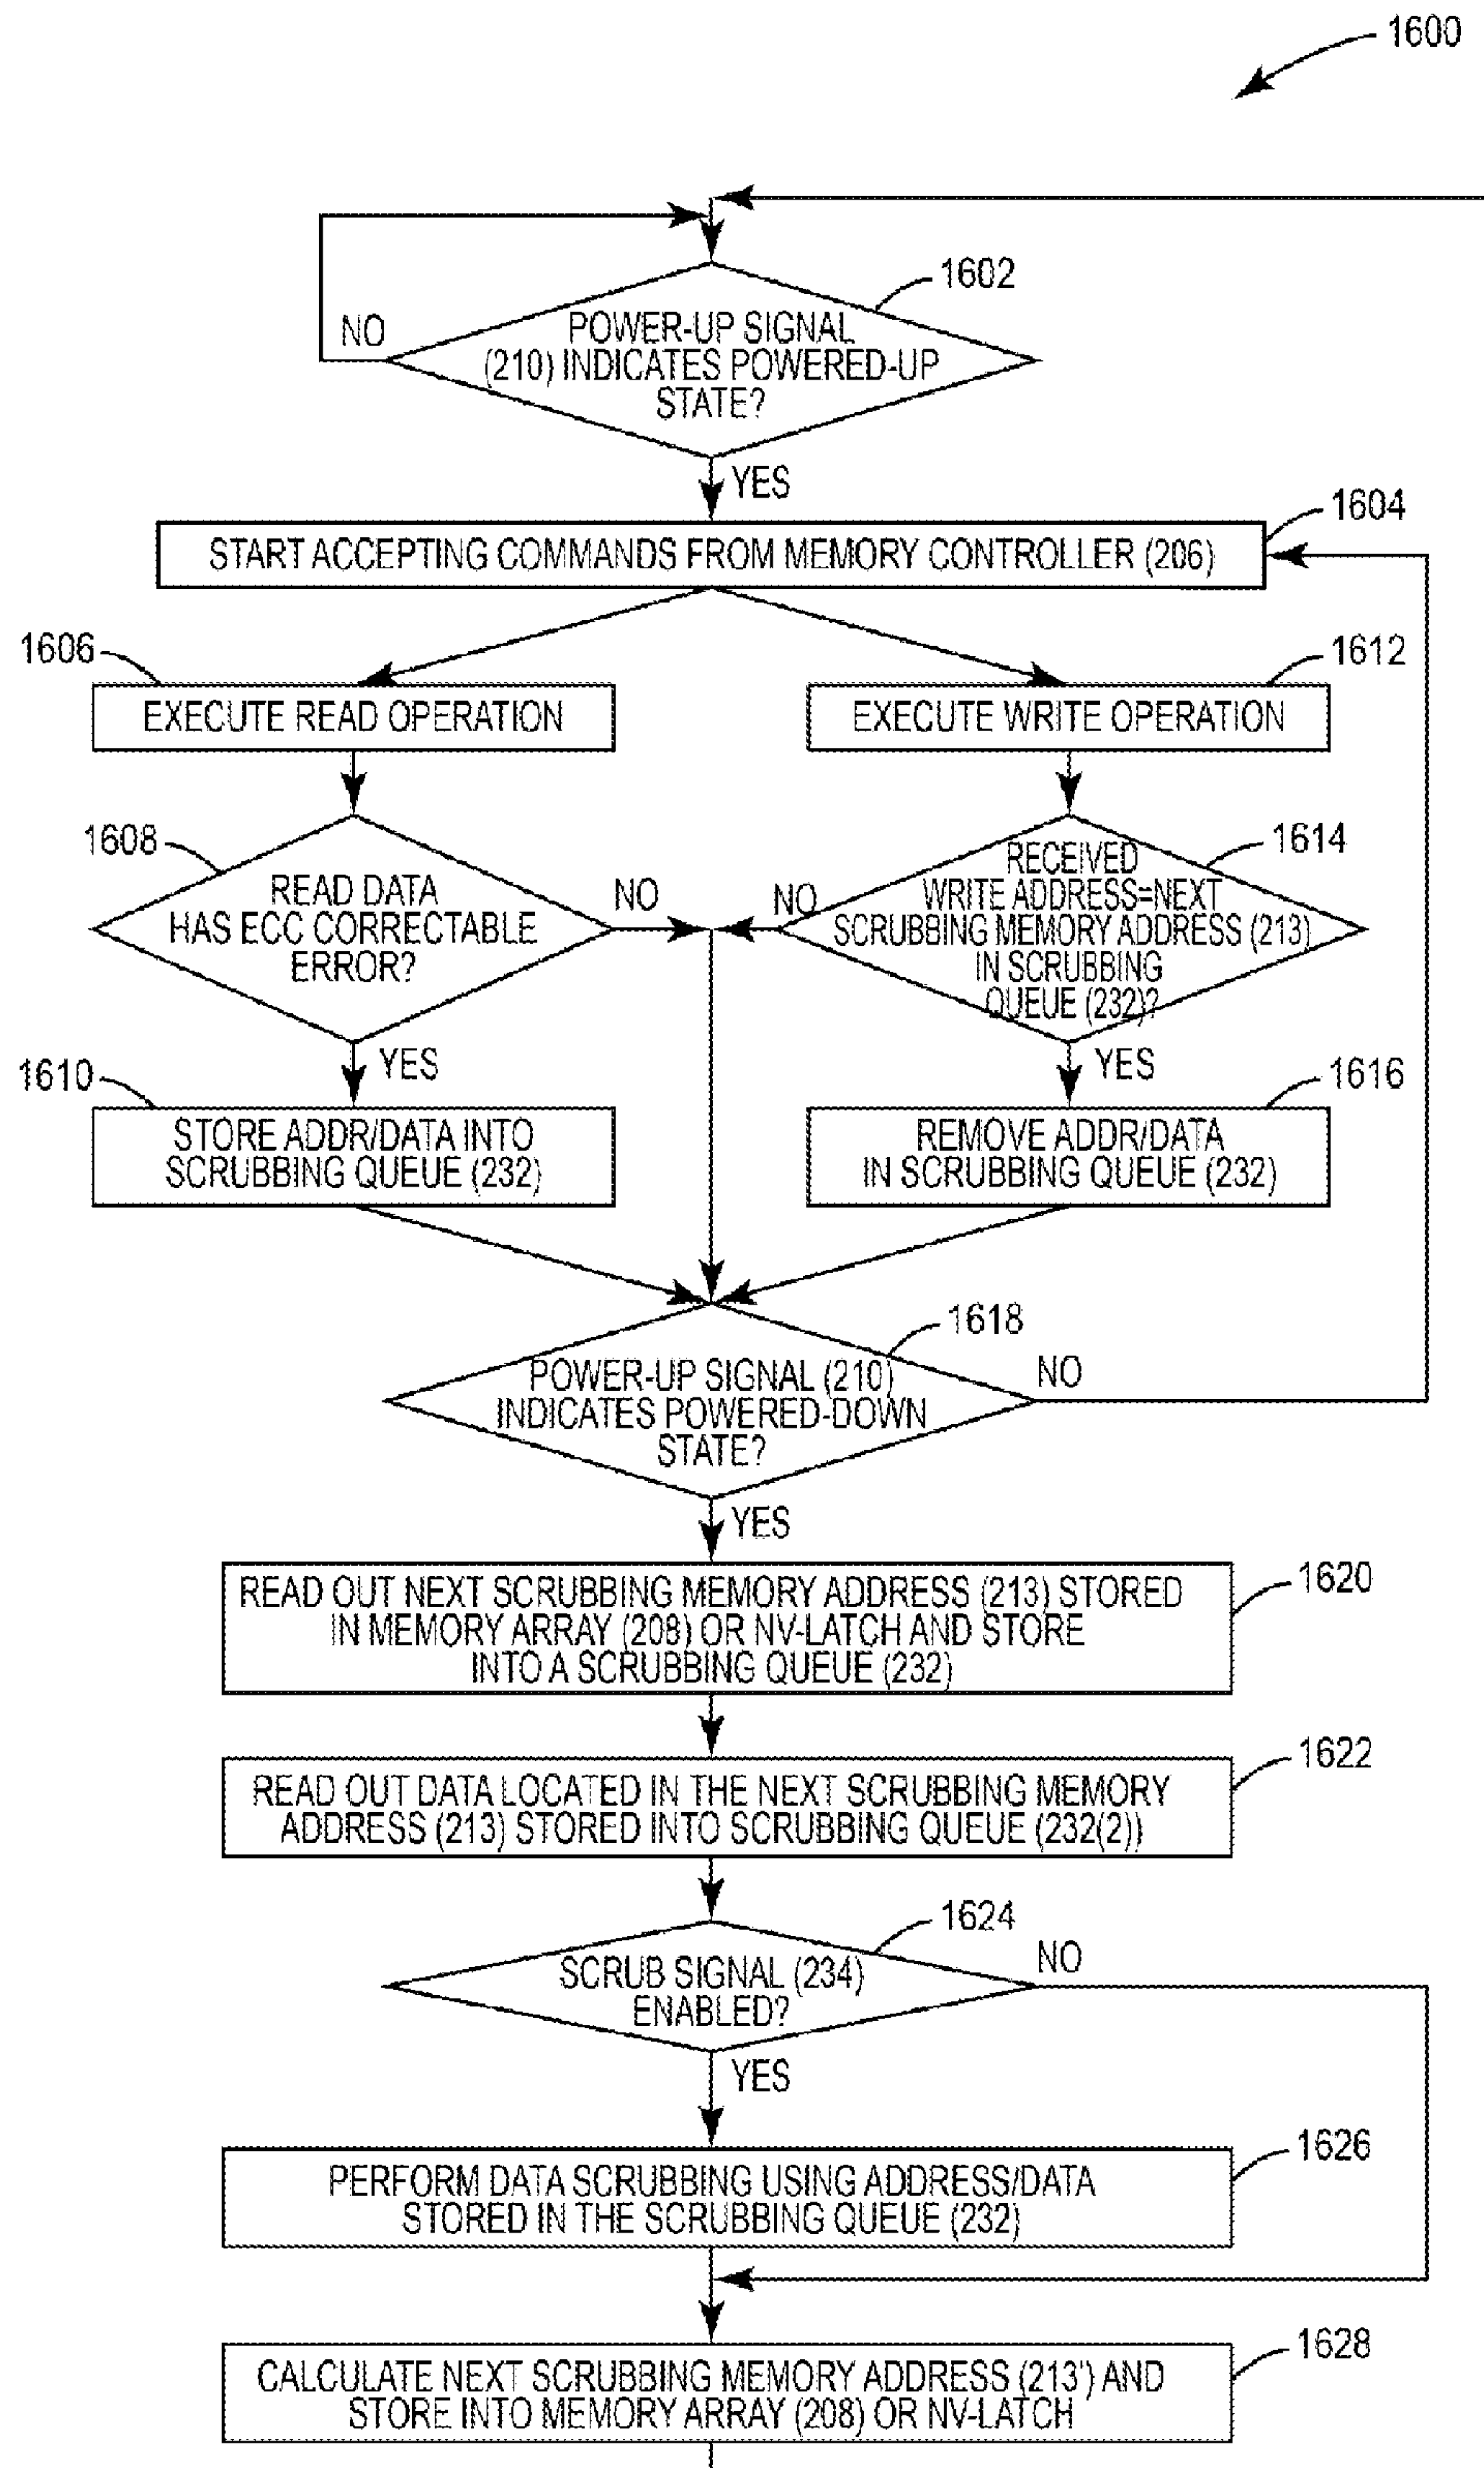 1600
1602
NO
POWER-UP SIGNAL
(210) INDICATES POWERED-UP
STATE?
YES
1604
START ACCEPTING COMMANDS FROM MEMORY CONTROLLER (206)
1606
1612
EXECUTE READ OPERATION
EXECUTE WRITE OPERATION
1608
READ DATA
HAS ECC CORRECTABLE
ERROR?
NO
NO
1614
RECEIVED
WRITE ADDRESS=NEXT
SCRUBBING MEMORY ADDRESS (213)
IN SCRUBBING
QUEUE (232)?
YES
YES
1610
STORE ADDR/DATA INTO
SCRUBBING QUEUE (232)
1616
REMOVE ADDR/DATA
IN SCRUBBING QUEUE (232)
1618
POWER-UP SIGNAL (210)
INDICATES POWERED-DOWN
STATE?
NO
YES
1620
READ OUT NEXT SCRUBBING MEMORY ADDRESS (213) STORED
IN MEMORY ARRAY (208) OR NV-LATCH AND STORE
INTO A SCRUBBING QUEUE (232)
1622
READ OUT DATA LOCATED IN THE NEXT SCRUBBING MEMORY
ADDRESS (213) STORED INTO SCRUBBING QUEUE (232(2))
1624
SCRUB SIGNAL (234)
ENABLED?
NO
YES
1626
PERFORM DATA SCRUBBING USING ADDRESS/DATA
STORED IN THE SCRUBBING QUEUE (232)
1628
CALCULATE NEXT SCRUBBING MEMORY ADDRESS (213') AND
STORE INTO MEMORY ARRAY (208) OR NV-LATCH